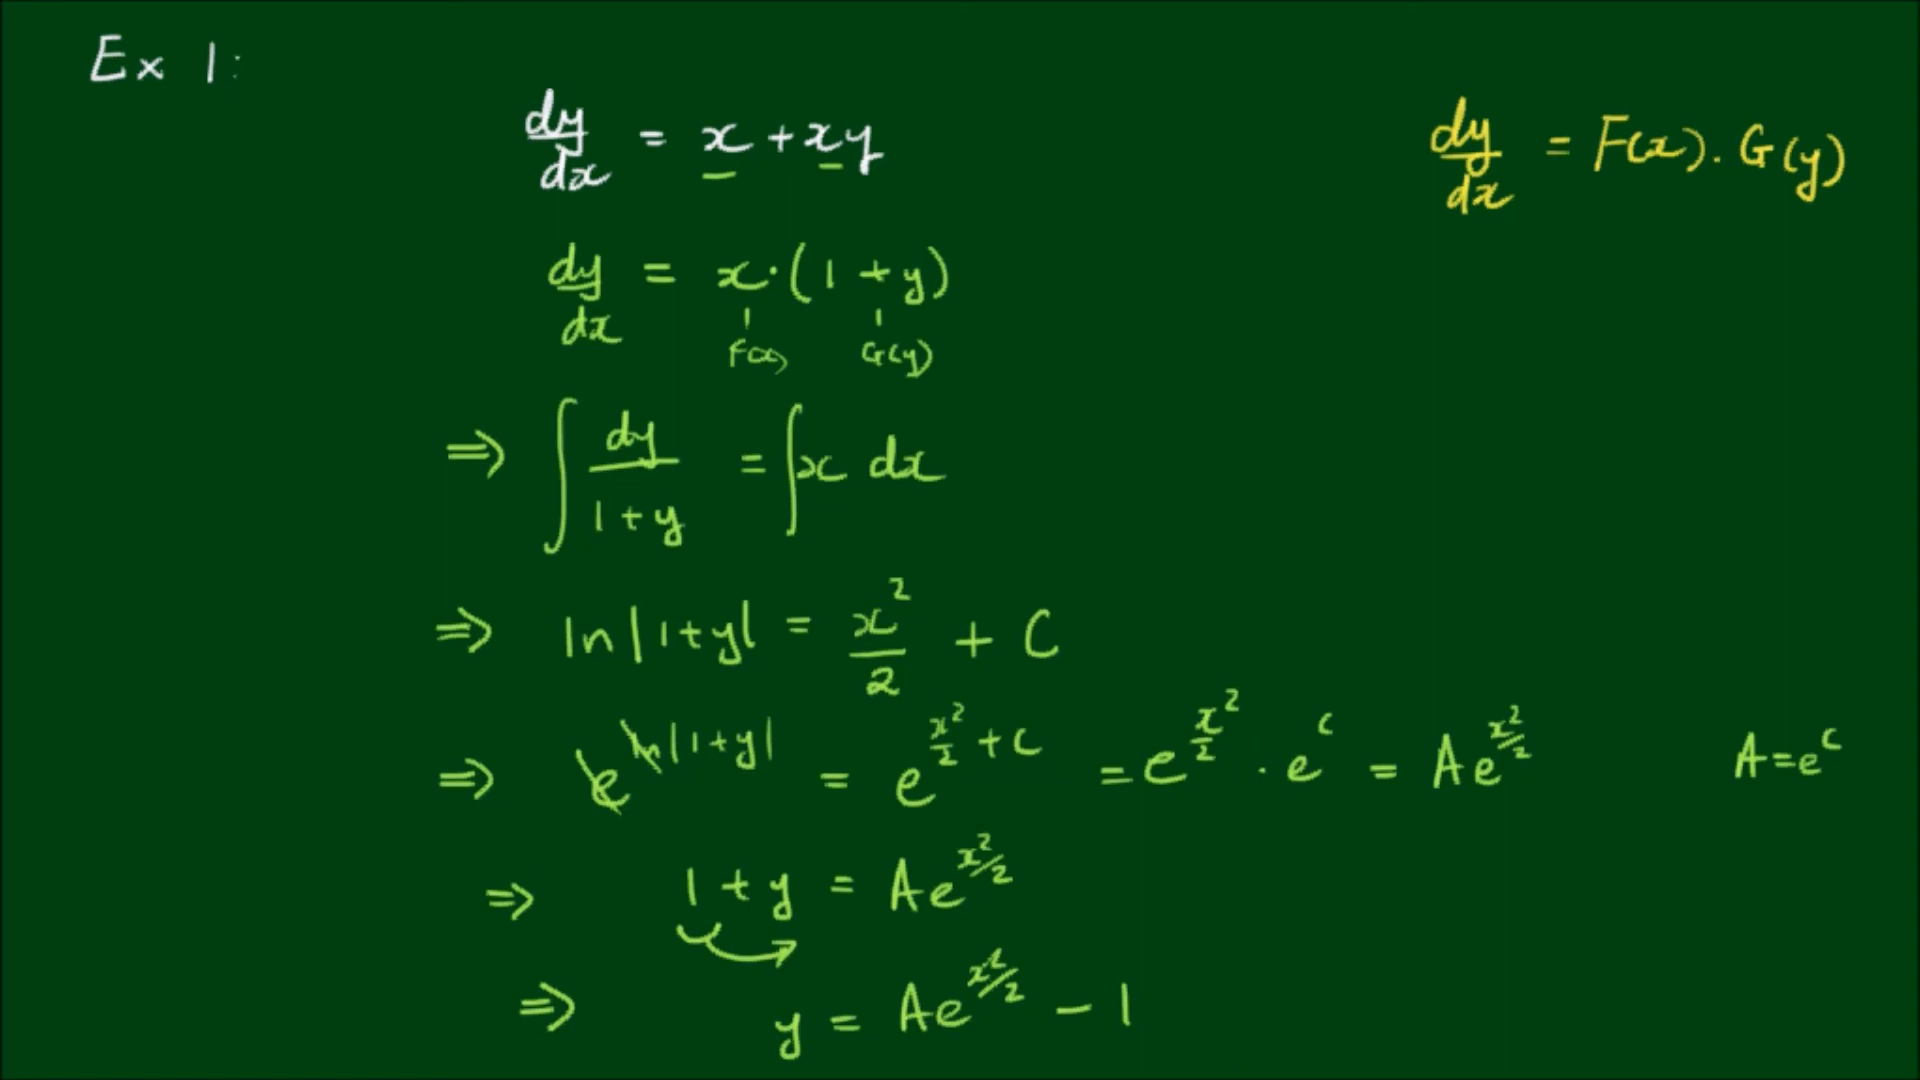 Ex 1:
dy/dx = x + xy
dy/dx = F(x) . G(y)
dy/dx = x·(1 + y)
F(x) G(y)
⇒ ∫ dy/(1+y) = ∫ x dx
⇒ ln|1+y| = x²/2 + C
⇒ e^(ln|1+y|) = e^(x²/2 + C) = e^(x²/2) . e^C = Ae^(x²/2) A = e^C
⇒ 1 + y = Ae^(x²/2)
⇒ y = Ae^(x²/2) - 1